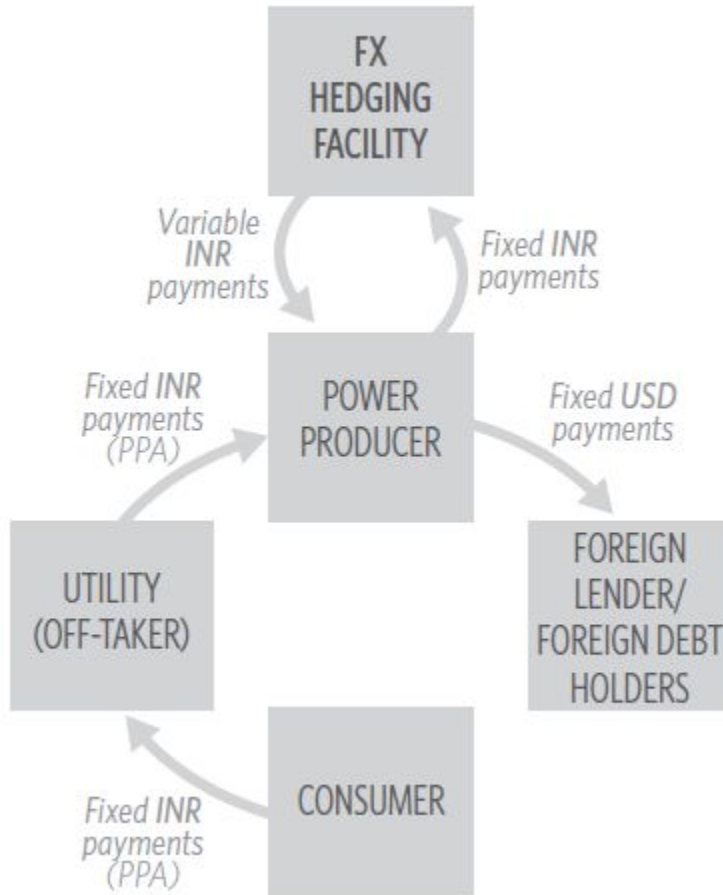 FX
HEDGING
FACILITY
Variable
INR
payments
Fixed INR
payments
Fixed INR
payments
(PPA)
POWER
PRODUCER
Fixed USD
payments
UTILITY
(OFF-TAKER)
FOREIGN
LENDER/
FOREIGN DEBT
HOLDERS
Fixed INR
payments
(PPA)
CONSUMER